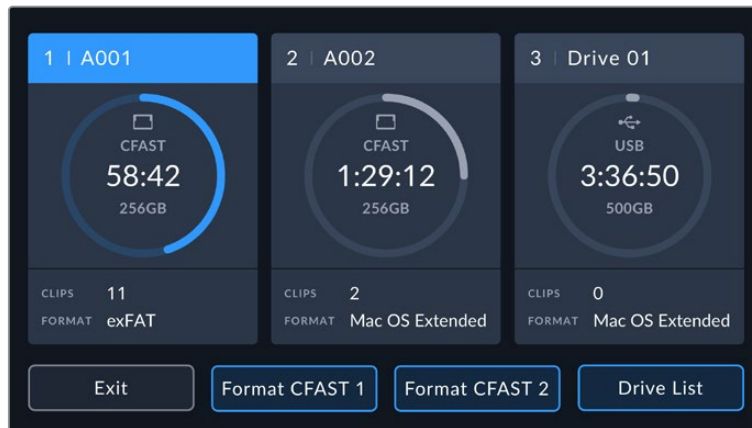 1 | A001
CFAST
58:42
256GB
CLIPS 11
FORMAT exFAT
2 | A002
CFAST
1:29:12
256GB
CLIPS 2
FORMAT Mac OS Extended
3 | Drive 01
USB
3:36:50
500GB
CLIPS 0
FORMAT Mac OS Extended
Exit
Format CFAST 1
Format CFAST 2
Drive List